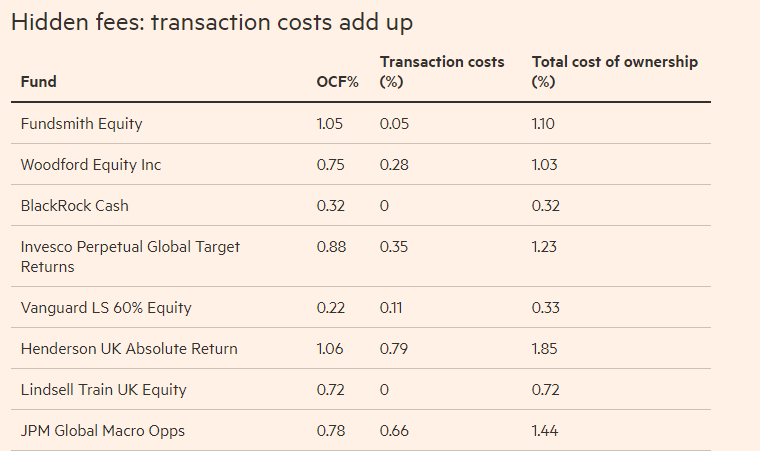 Hidden fees: transaction costs add up
Transaction costs Total cost of ownership
Fund OCF% (%) (%)
Fundsmith Equity 1.05 0.05 1.10
Woodford Equity Inc 0.75 0.28 1.03
BlackRock Cash 0.32 0 0.32
Invesco Perpetual Global Target 0.88 0.35 1.23
Returns
Vanguard LS 60% Equity 0.22 0.11 0.33
Henderson UK Absolute Return 1.06 0.79 1.85
Lindsell Train UK Equity 0.72 0 0.72
JPM Global Macro Opps 0.78 0.66 1.44